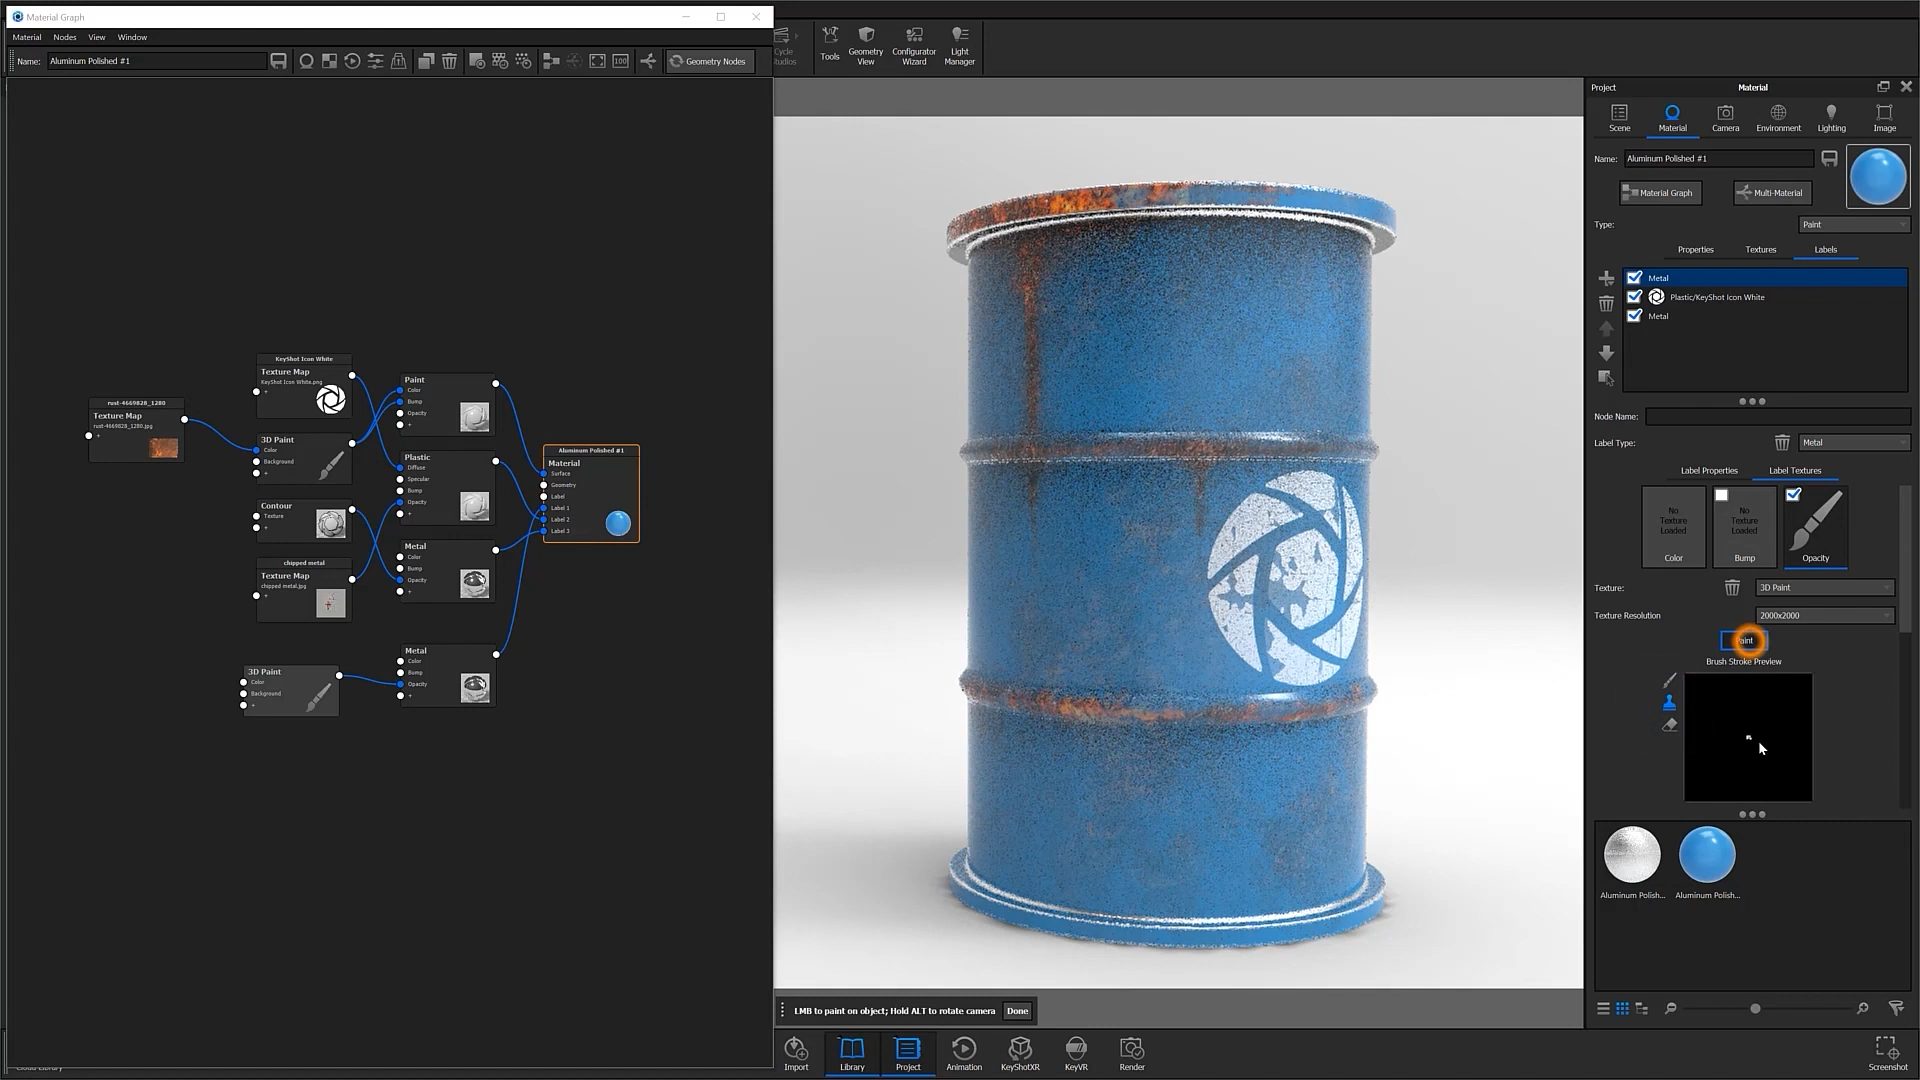 Material Graph
Material Nodes View Window
Name: Aluminum Polished #1
100
Geometry Nodes
Cycle
Studios
Tools
Geometry
View
Configurator
Wizard
Light
Manager
Project Material
Scene Material Camera Environment Lighting Image
Name: Aluminum Polished #1
Material Graph Multi-Material
Type: Paint
Properties Textures Labels
Metal
Plastic/KeyShot Icon White
Metal
Node Name:
Label Type: Metal
Label Properties Label Textures
No
Texture
Loaded
Color
No
Texture
Loaded
Bump
Opacity
Texture: 3D Paint
Texture Resolution 2000x2000
Brush Stroke Preview
Aluminum Polish... Aluminum Polish...
KeyShot Icon White
Texture Map
KeyShot Icon White.png
+
rust-4669828_1280
Texture Map
rust-4669828_1280.jpg
+
3D Paint
Color
Background
+
Contour
Texture
+
chipped metal
Texture Map
chipped metal.jpg
+
3D Paint
Color
Background
+
Paint
Color
Bump
Opacity
+
Plastic
Diffuse
Specular
Bump
Opacity
+
Metal
Color
Bump
Opacity
+
Metal
Color
Bump
Opacity
+
Aluminum Polished #1
Material
Surface
Geometry
Label
Label 1
Label 2
Label 3
LMB to paint on object; Hold ALT to rotate camera Done
Import Library Project Animation KeyShotXR KeyVR Render Screenshot